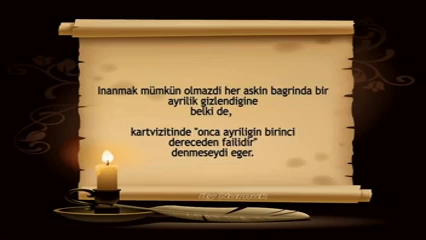 Inanmak mümkün olmazdi her askin bagrinda bir
ayrilik gizlendigine
belki de,
kartvizitinde "onca ayriligin birinci
dereceden failidir"
denmeseydi eger.